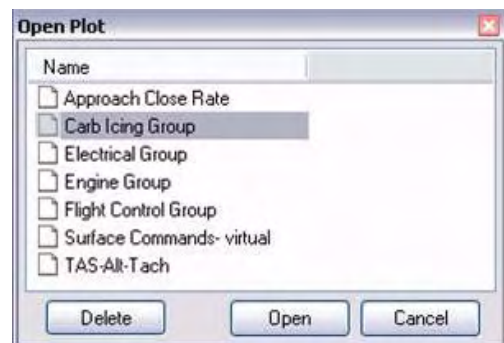 Open Plot
Name
Approach Close Rate
Carb Icing Group
Electrical Group
Engine Group
Flight Control Group
Surface Commands- virtual
TAS-Alt-Tach
Delete Open Cancel